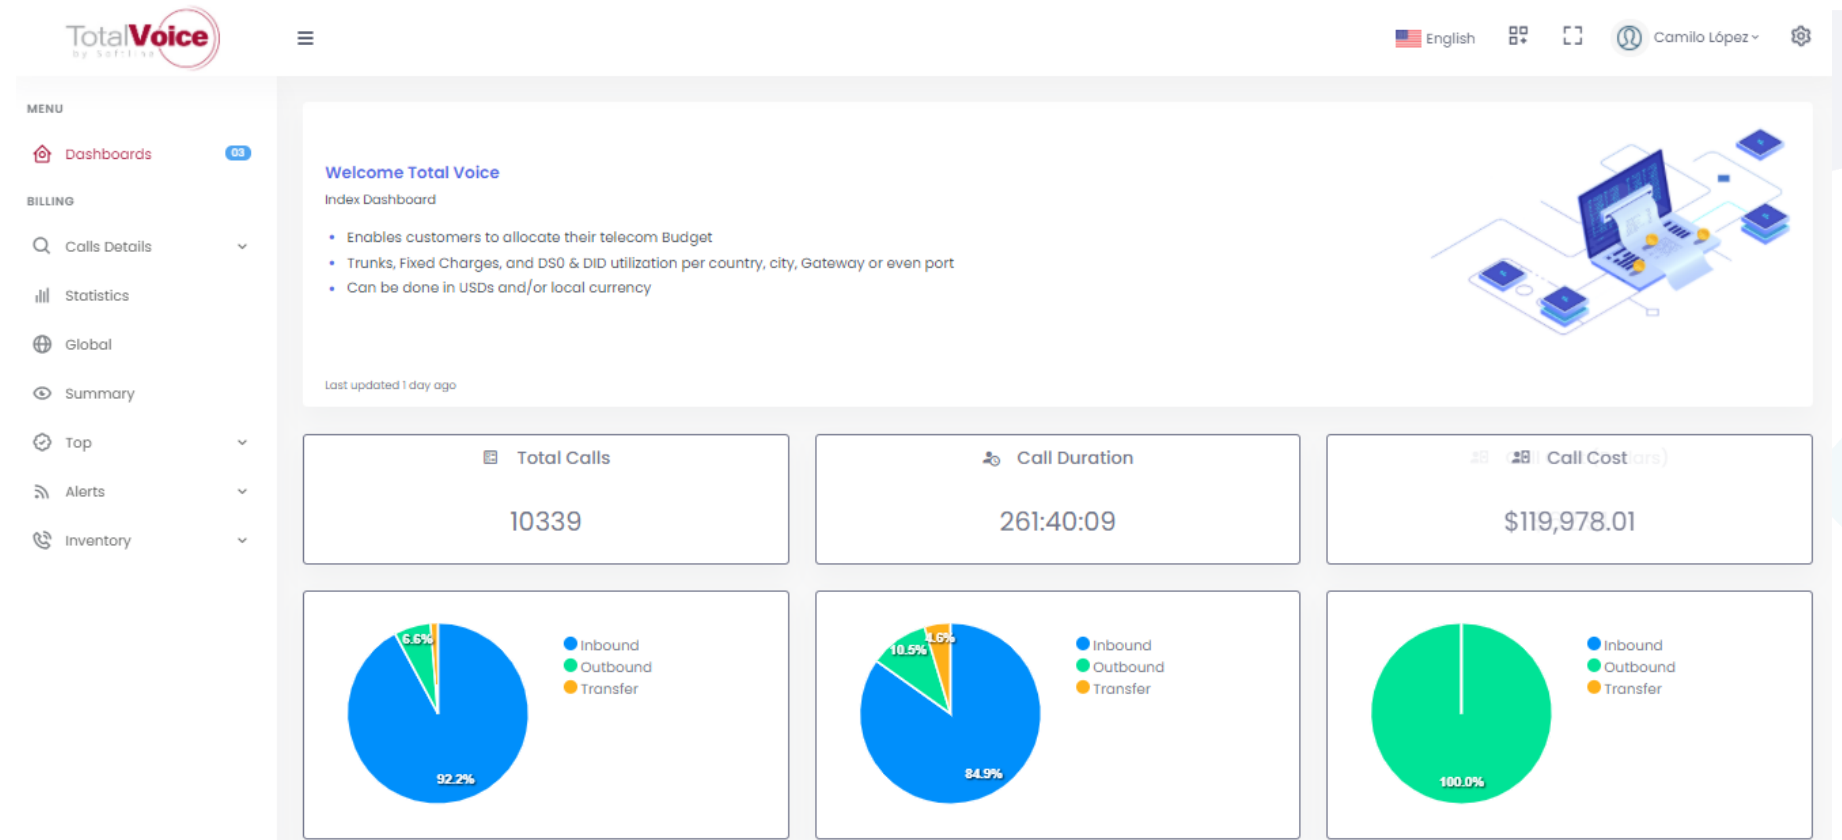 TotalVoice
by Softline
English
Camilo López
MENU
Dashboards
03
BILLING
Calls Details
Statistics
Global
Summary
Top
Alerts
Inventory
Welcome Total Voice
Index Dashboard
Enables customers to allocate their telecom Budget
Trunks, Fixed Charges, and DS0 & DID utilization per country, city, Gateway or even port
Can be done in USDs and/or local currency
Last updated 1 day ago
Total Calls
10339
Call Duration
261:40:09
Call Cost
$119,978.01
6.6%
92.2%
Inbound
Outbound
Transfer
4.6%
10.5%
84.9%
Inbound
Outbound
Transfer
100.0%
Inbound
Outbound
Transfer